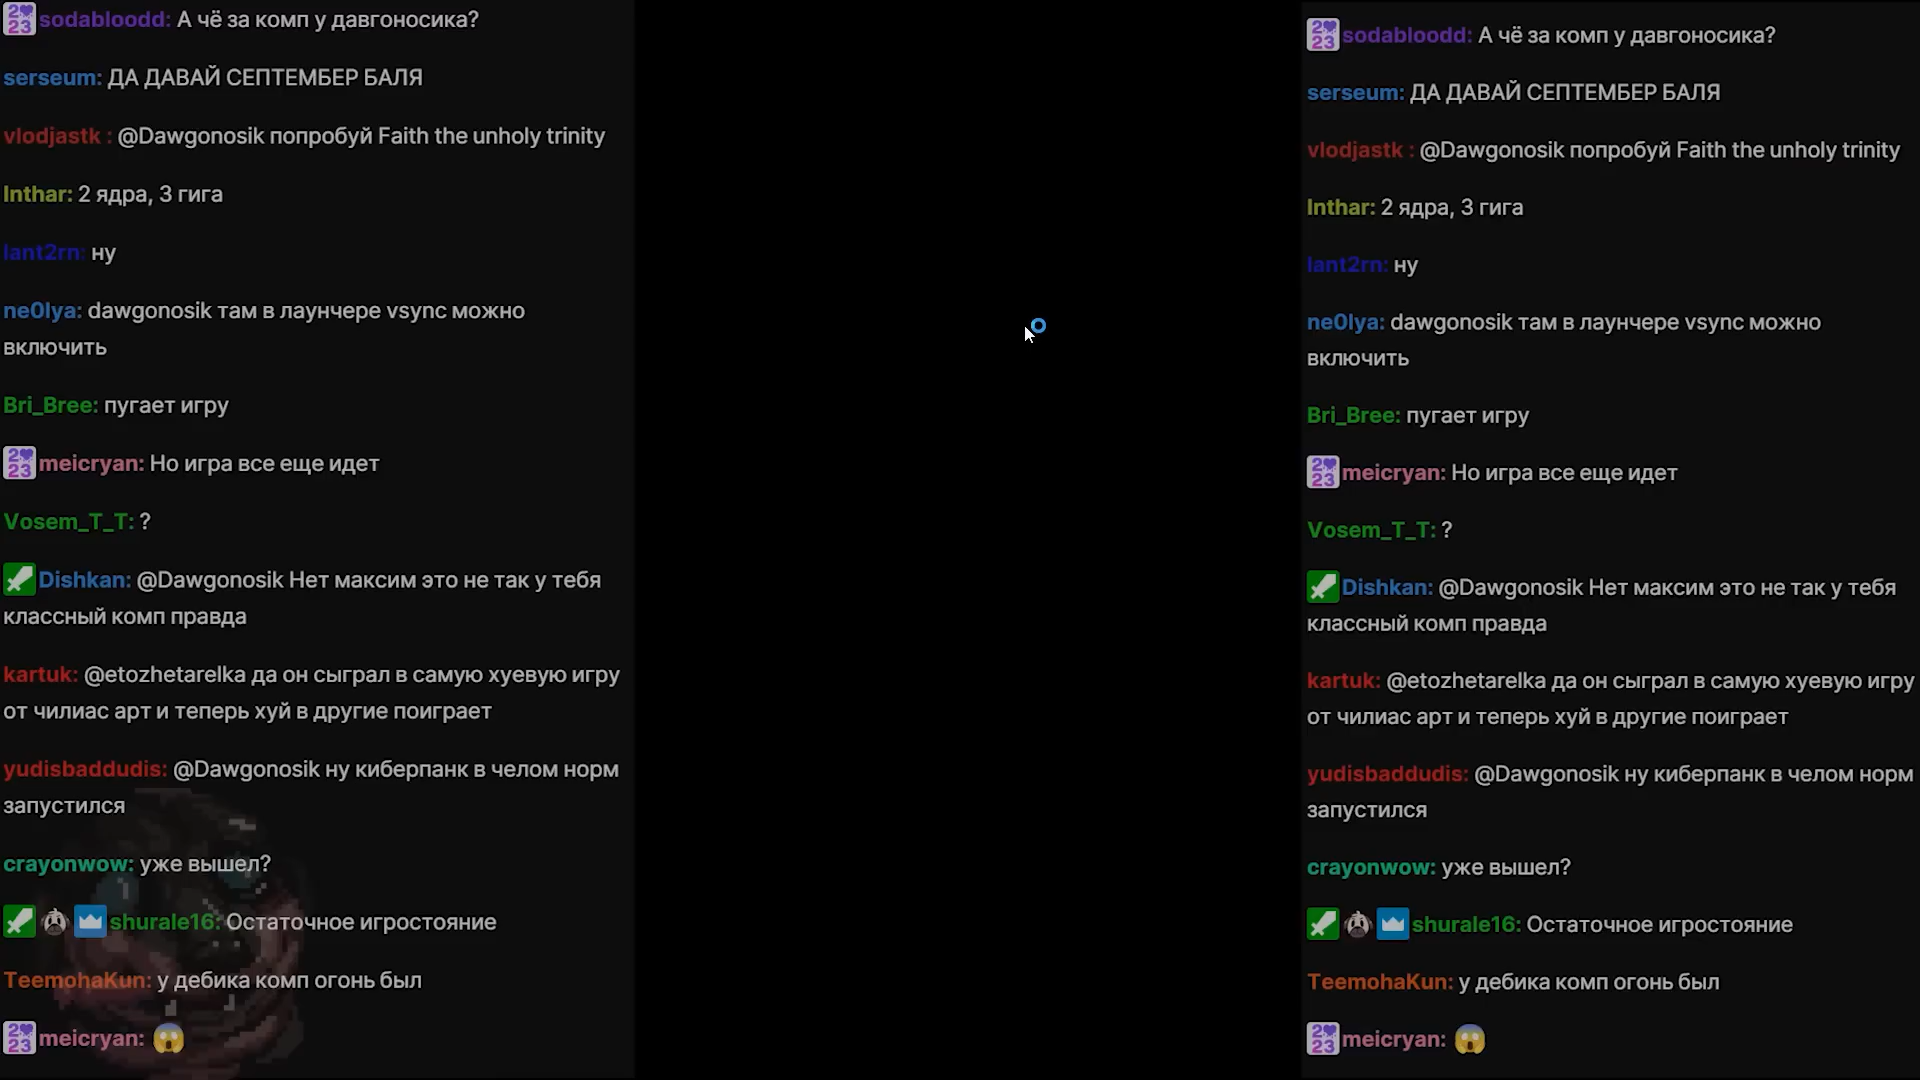 sodabloodd: А чё за комп у давгоносика?
serseum: ДА ДАВАЙ СЕПТЕМБЕР БАЛЯ
vlodjastk : @Dawgonosik попробуй Faith the unholy trinity
Inthar: 2 ядра, 3 гига
lant2rn: ну
ne0lya: dawgonosik там в лаунчере vsync можно
включить
Bri_Bree: пугает игру
meicryan: Но игра все еще идет
Vosem_T_T: ?
Dishkan: @Dawgonosik Нет максим это не так у тебя
классный комп правда
kartuk: @etozhetarelka да он сыграл в самую хуевую игру
от чилиас арт и теперь хуй в другие поиграет
yudisbaddudis: @Dawgonosik ну киберпанк в челом норм
запустился
crayonwow: уже вышел?
shurale16: Остаточное игростояние
TeemohaKun: у дебика комп огонь был
meicryan: 😱
sodabloodd: А чё за комп у давгоносика?
serseum: ДА ДАВАЙ СЕПТЕМБЕР БАЛЯ
vlodjastk : @Dawgonosik попробуй Faith the unholy trinity
Inthar: 2 ядра, 3 гига
lant2rn: ну
ne0lya: dawgonosik там в лаунчере vsync можно
включить
Bri_Bree: пугает игру
meicryan: Но игра все еще идет
Vosem_T_T: ?
Dishkan: @Dawgonosik Нет максим это не так у тебя
классный комп правда
kartuk: @etozhetarelka да он сыграл в самую хуевую игру
от чилиас арт и теперь хуй в другие поиграет
yudisbaddudis: @Dawgonosik ну киберпанк в челом норм
запустился
crayonwow: уже вышел?
shurale16: Остаточное игростояние
TeemohaKun: у дебика комп огонь был
meicryan: 😱